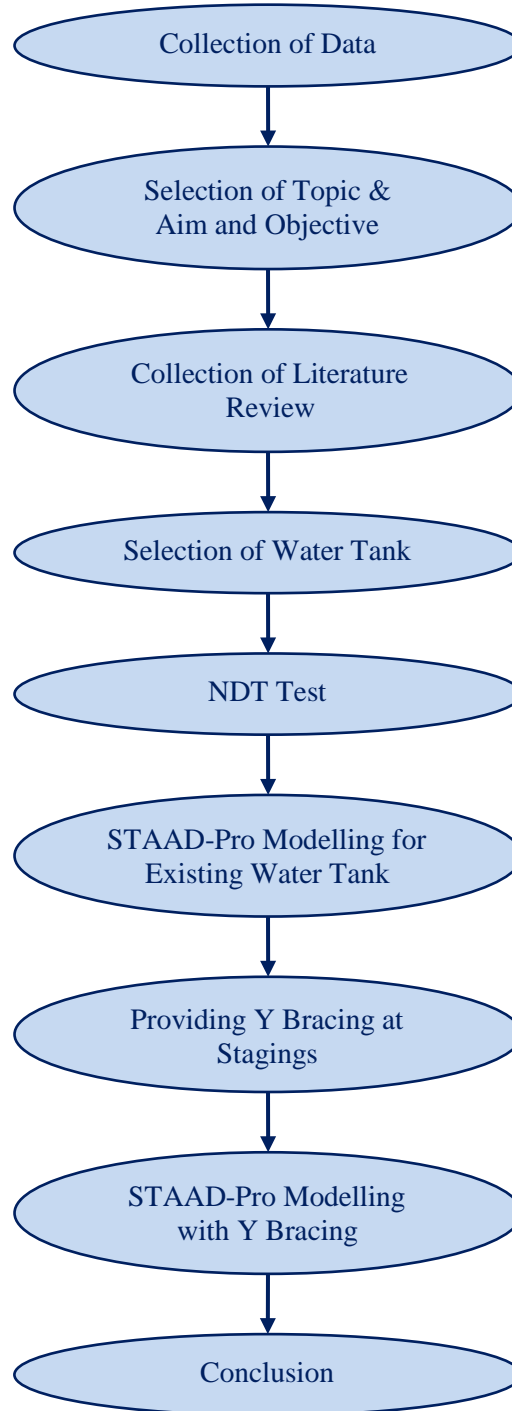 Collection of Data
Selection of Topic &
Aim and Objective
Collection of Literature
Review
Selection of Water Tank
NDT Test
STAAD-Pro Modelling for
Existing Water Tank
Providing Y Bracing at
Stagings
STAAD-Pro Modelling
with Y Bracing
Conclusion